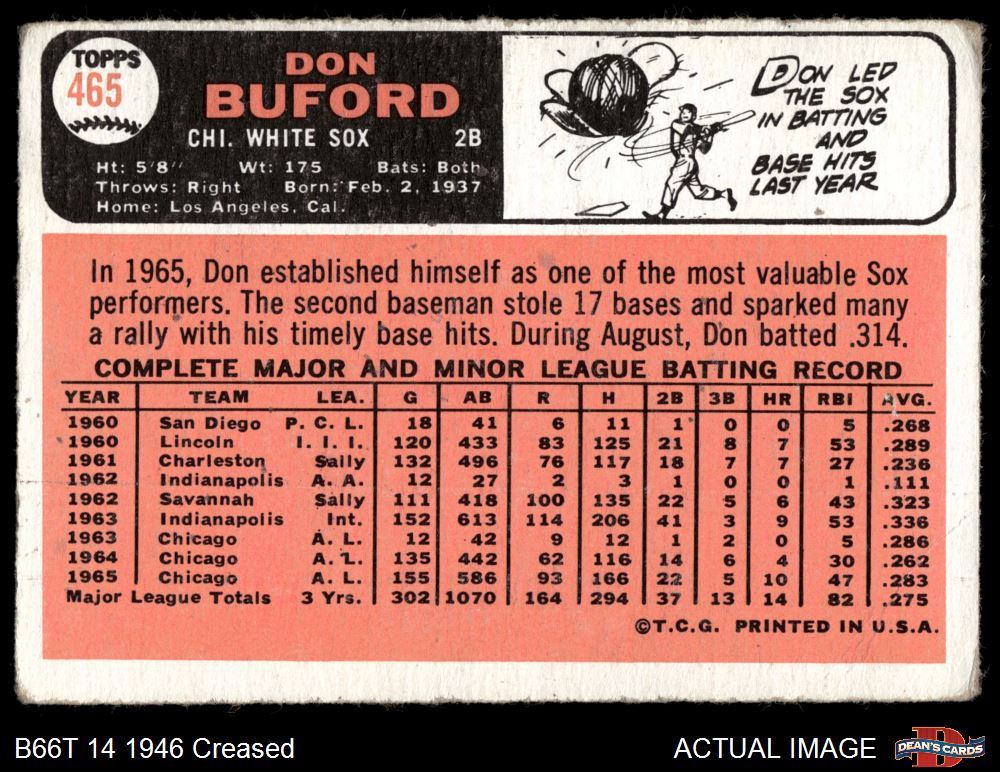 TOPPS
465
DON
BUFORD
CHI. WHITE SOX 2B
Ht: 5'8" Wt: 175 Bats: Both
Throws: Right Born: Feb. 2, 1937
Home: Los Angeles, Cal.
DON LED
THE SOX
IN BATTING
AND
BASE HITS
LAST YEAR
In 1965, Don established himself as one of the most valuable Sox
performers. The second baseman stole 17 bases and sparked many
a rally with his timely base hits. During August, Don batted .314.
COMPLETE MAJOR AND MINOR LEAGUE BATTING RECORD
YEAR TEAM LEA. G AB R H 2B 3B HR RBI AVG.
1960 San Diego P. C. L. 18 41 6 11 1 0 0 5 .268
1960 Lincoln I. I. I. 120 433 83 125 21 8 7 53 .289
1961 Charleston Sally 132 496 76 117 18 7 7 27 .236
1962 Indianapolis A. A. 12 27 2 3 1 0 0 1 .111
1962 Savannah Sally 111 418 100 135 22 5 6 43 .323
1963 Indianapolis Int. 152 613 114 206 41 3 9 53 .336
1963 Chicago A. L. 12 42 9 12 1 2 0 5 .286
1964 Chicago A. L. 135 442 62 116 14 6 4 30 .262
1965 Chicago A. L. 155 586 93 166 22 5 10 47 .283
Major League Totals 3 Yrs. 302 1070 164 294 37 13 14 82 .275
©T.C.G. PRINTED IN U.S.A.
B66T 14 1946 Creased
ACTUAL IMAGE
DEAN'S CARDS